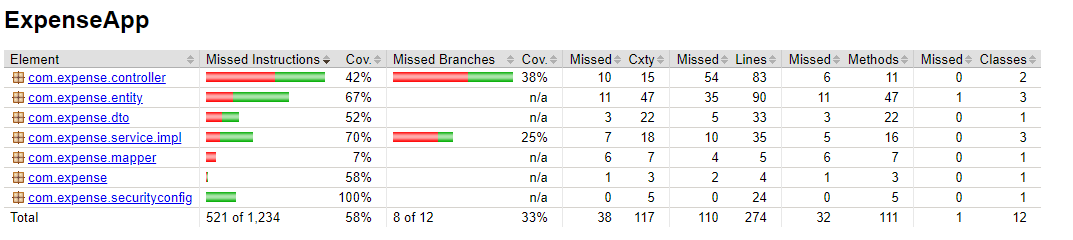 ExpenseApp
Element Missed Instructions Cov. Missed Branches Cov. Missed Cxty Missed Lines Missed Methods Missed Classes
com.expense.controller 42% 38% 10 15 54 83 6 11 0 2
com.expense.entity 67% n/a 11 47 35 90 11 47 1 3
com.expense.dto 52% n/a 3 22 5 33 3 22 0 1
com.expense.service.impl 70% 25% 7 18 10 35 5 16 0 3
com.expense.mapper 7% n/a 6 7 4 5 6 7 0 1
com.expense 58% n/a 1 3 2 4 1 3 0 1
com.expense.securityconfig 100% n/a 0 5 0 24 0 5 0 1
Total 521 of 1,234 58% 8 of 12 33% 38 117 110 274 32 111 1 12